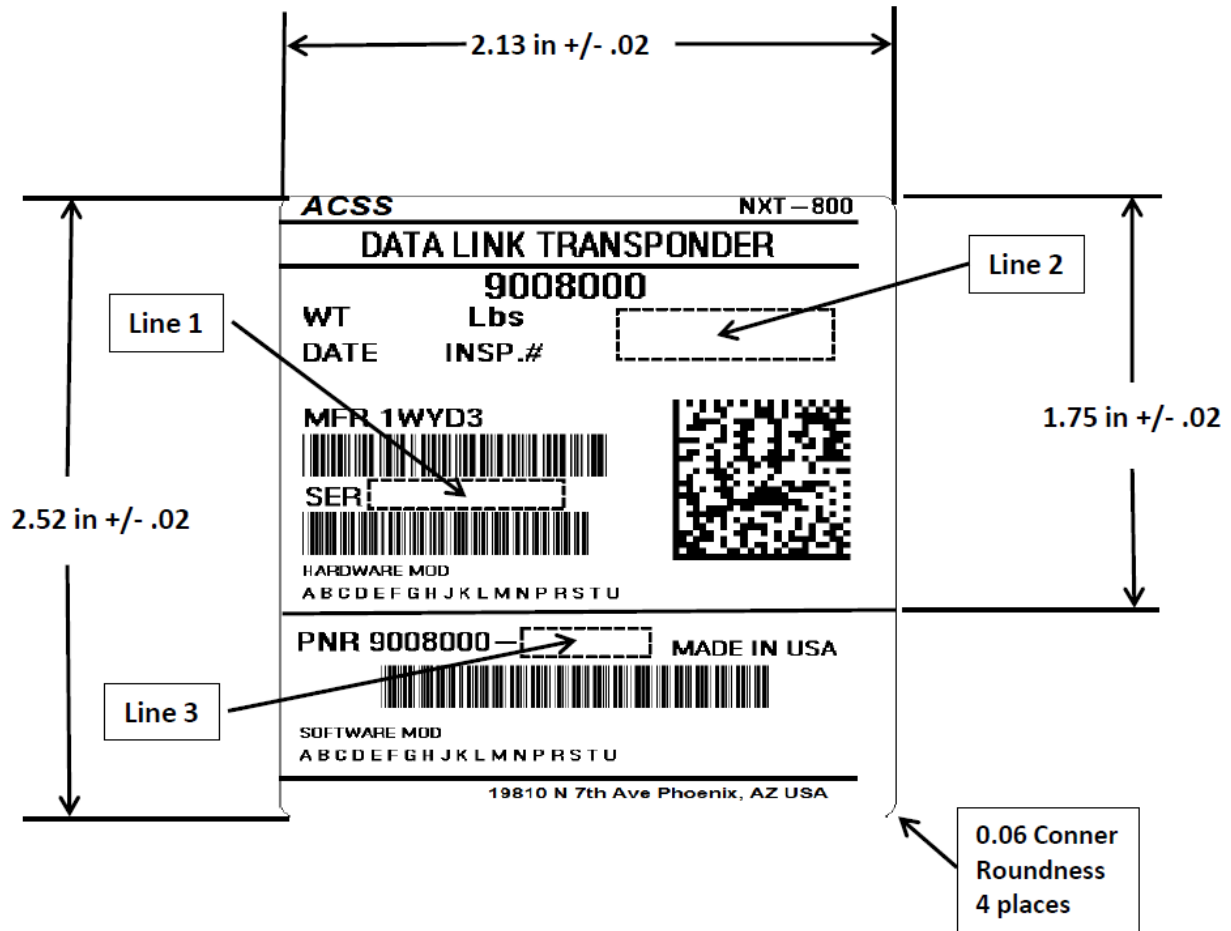 2.13 in +/- .02
ACSS NXT-800
DATA LINK TRANSPONDER
9008000
Line 2
Line 1
WT Lbs
DATE INSP.#
MFR 1WYD3
1.75 in +/- .02
SER
2.52 in +/- .02
HARDWARE MOD
A B C D E F G H J K L M N P R S T U
PNR 9008000-
MADE IN USA
Line 3
SOFTWARE MOD
A B C D E F G H J K L M N P R S T U
19810 N 7th Ave Phoenix, AZ USA
0.06 Conner
Roundness
4 places